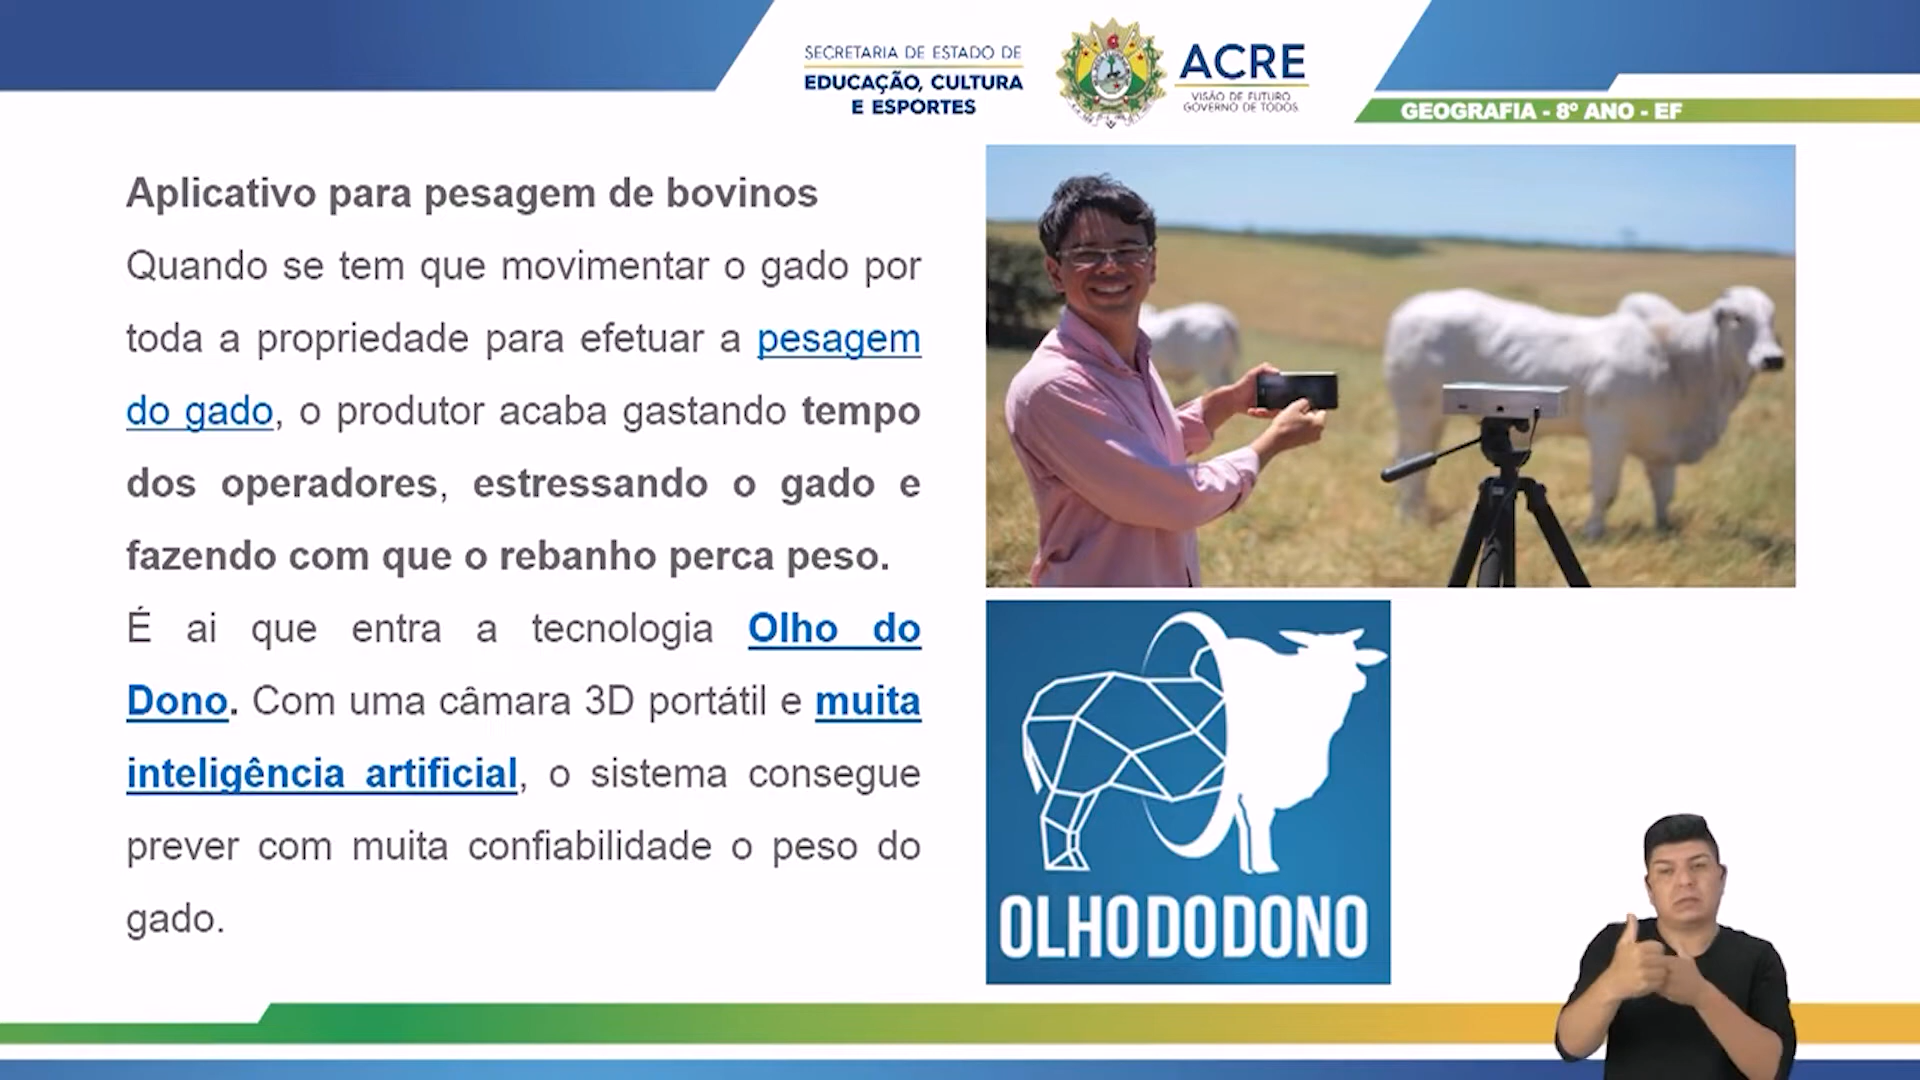 SECRETARIA DE ESTADO DE
EDUCAÇÃO, CULTURA
E ESPORTES
ACRE
VISÃO DE FUTURO
GOVERNO DE TODOS
GEOGRAFIA - 8º ANO - EF
Aplicativo para pesagem de bovinos
Quando se tem que movimentar o gado por
toda a propriedade para efetuar a pesagem
do gado, o produtor acaba gastando tempo
dos operadores, estressando o gado e
fazendo com que o rebanho perca peso.
É ai que entra a tecnologia Olho do
Dono. Com uma câmara 3D portátil e muita
inteligência artificial, o sistema consegue
prever com muita confiabilidade o peso do
gado.
OLHODODONO